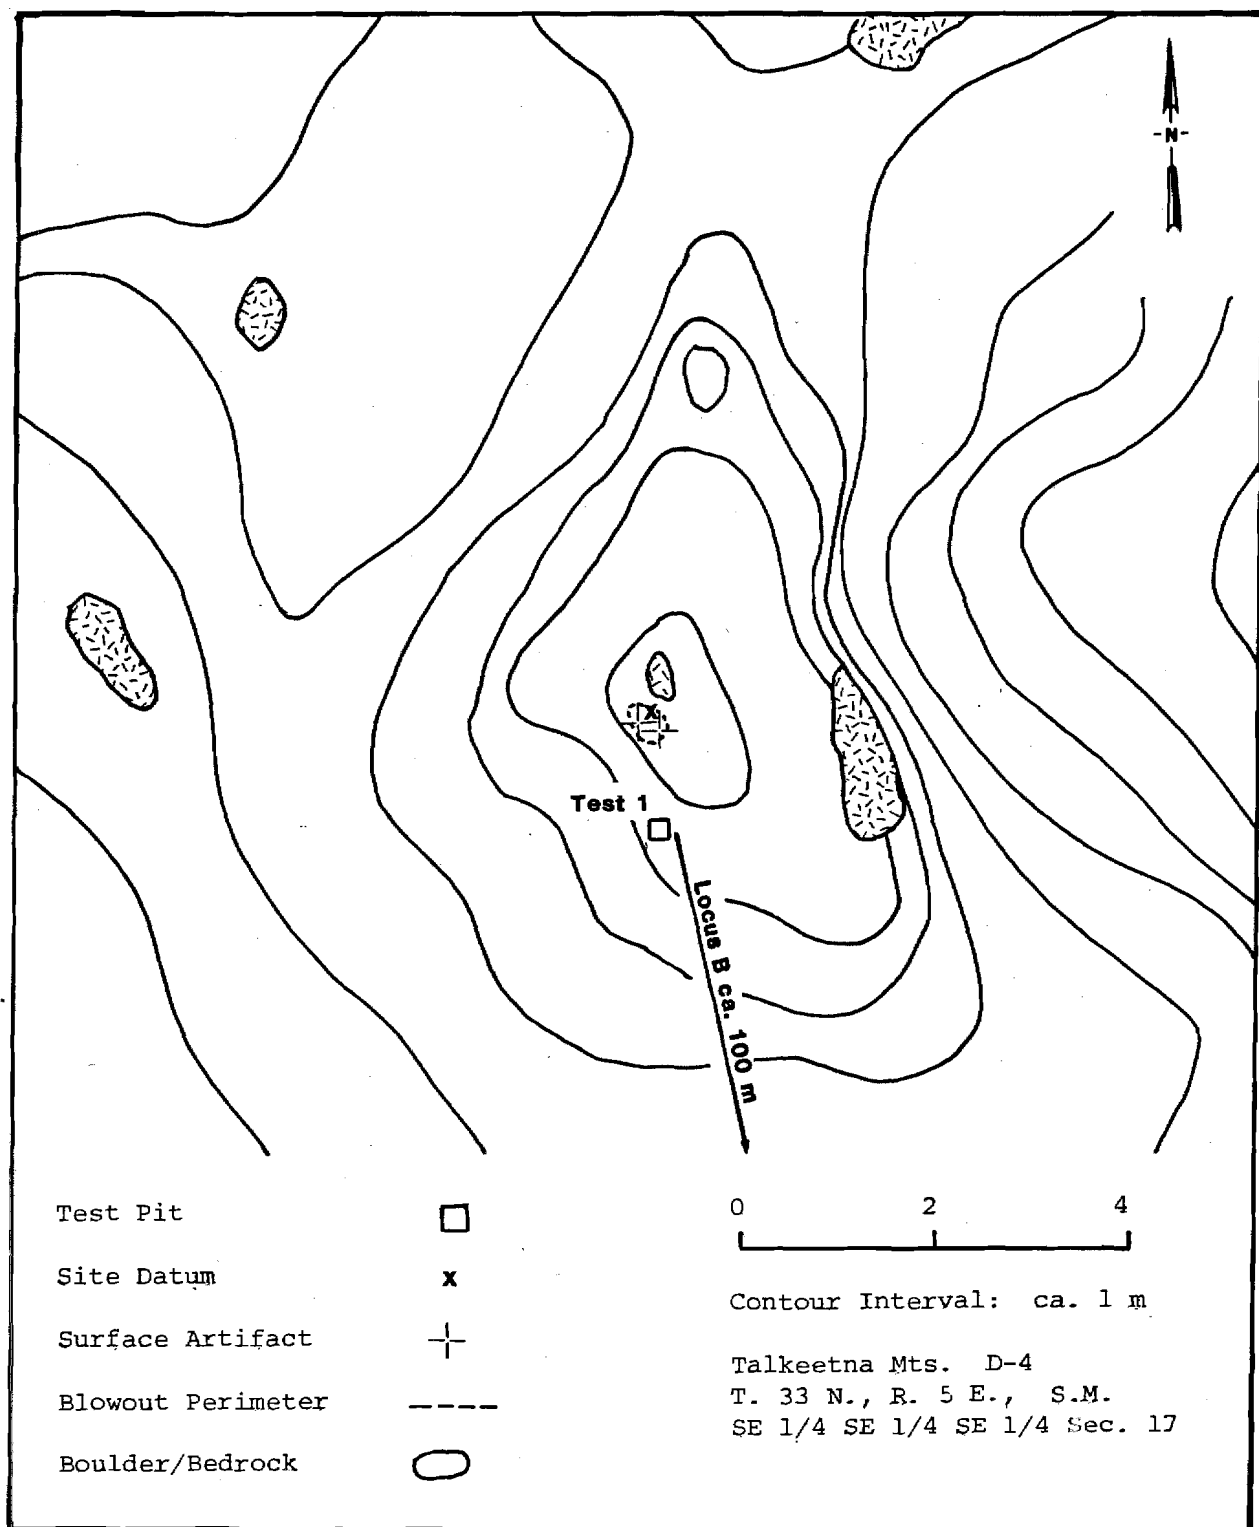 -N-
x
Test 1
Locus B ca. 100 m
Test Pit
Site Datum x
Surface Artifact
Blowout Perimeter
Boulder/Bedrock
0 2 4
Contour Interval: ca. 1 m
Talkeetna Mts. D-4
T. 33 N., R. 5 E., S.M.
SE 1/4 SE 1/4 SE 1/4 Sec. 17